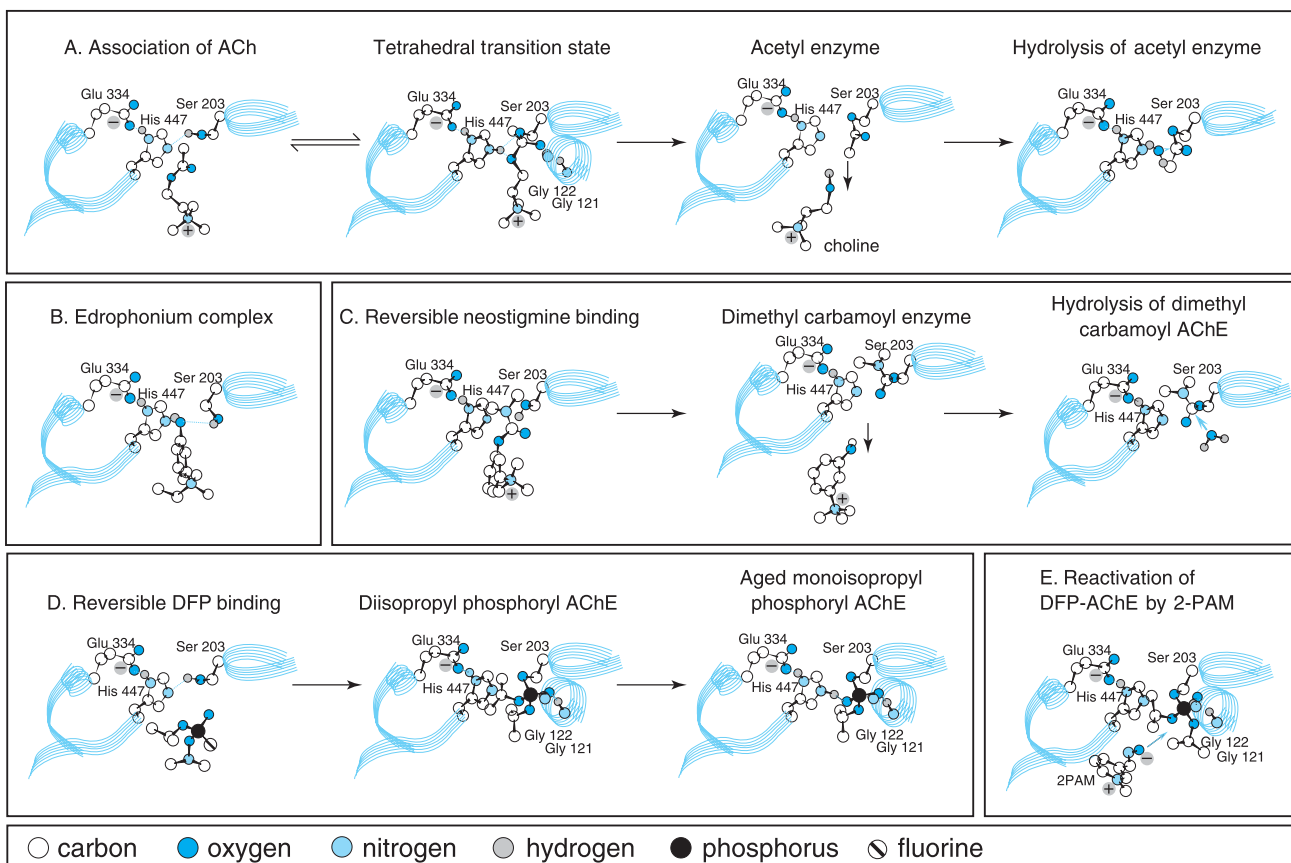 A. Association of ACh
Tetrahedral transition state
Acetyl enzyme
Hydrolysis of acetyl enzyme
Glu 334
His 447
Ser 203
−
+
Glu 334
His 447
Ser 203
−
Gly 122
Gly 121
+
Glu 334
His 447
Ser 203
−
+
choline
Glu 334
His 447
Ser 203
−
B. Edrophonium complex
Glu 334
His 447
Ser 203
−
C. Reversible neostigmine binding
Glu 334
His 447
Ser 203
−
+
Dimethyl carbamoyl enzyme
Glu 334
His 447
Ser 203
−
+
Hydrolysis of dimethyl
carbamoyl AChE
Glu 334
His 447
Ser 203
−
D. Reversible DFP binding
Glu 334
His 447
Ser 203
−
Diisopropyl phosphoryl AChE
Glu 334
His 447
Ser 203
−
Gly 122
Gly 121
Aged monoisopropyl
phosphoryl AChE
Glu 334
His 447
Ser 203
−
Gly 122
Gly 121
E. Reactivation of
DFP-AChE by 2-PAM
Glu 334
His 447
Ser 203
−
Gly 122
Gly 121
2PAM
−
+
carbon
oxygen
nitrogen
hydrogen
phosphorus
fluorine